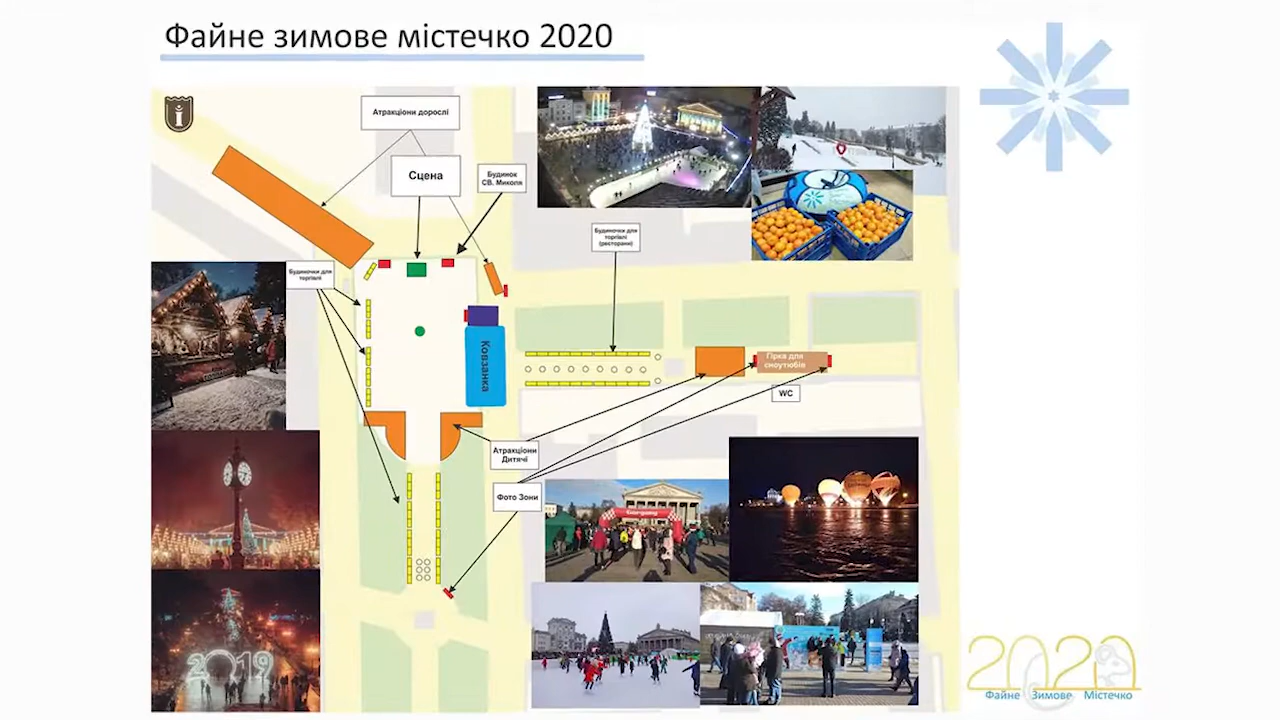 Файне зимове містечко 2020
Атракціони дорослі
Сцена
Будинок
СВ. Миколя
Будиночки для
торгівлі
(ресторани)
Будиночки для
торгівлі
Ковзанка
Гірка для
сноутюбів
WC
Атракціони
Дитячі
Фото Зони
2019
2020
Файне Зимове Містечко